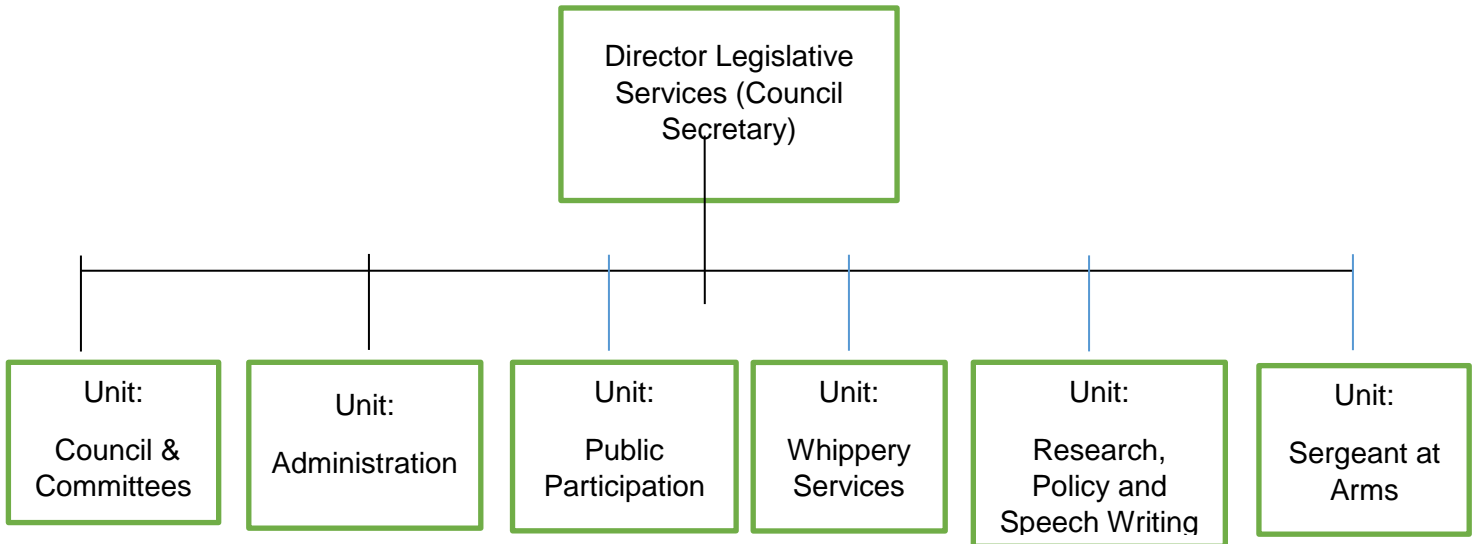 Director Legislative
Services (Council
Secretary)
Unit:
Council &
Committees
Unit:
Administration
Unit:
Public
Participation
Unit:
Whippery
Services
Unit:
Research,
Policy and
Speech Writing
Unit:
Sergeant at
Arms